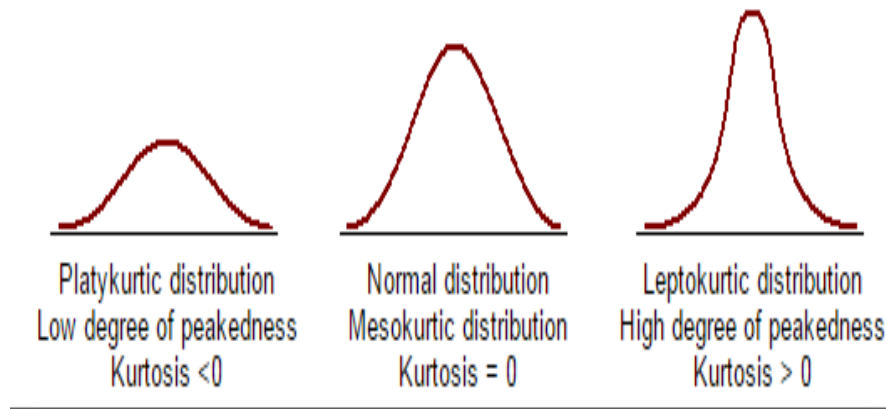 Platykurtic distribution
Low degree of peakedness
Kurtosis <0
Normal distribution
Mesokurtic distribution
Kurtosis = 0
Leptokurtic distribution
High degree of peakedness
Kurtosis > 0